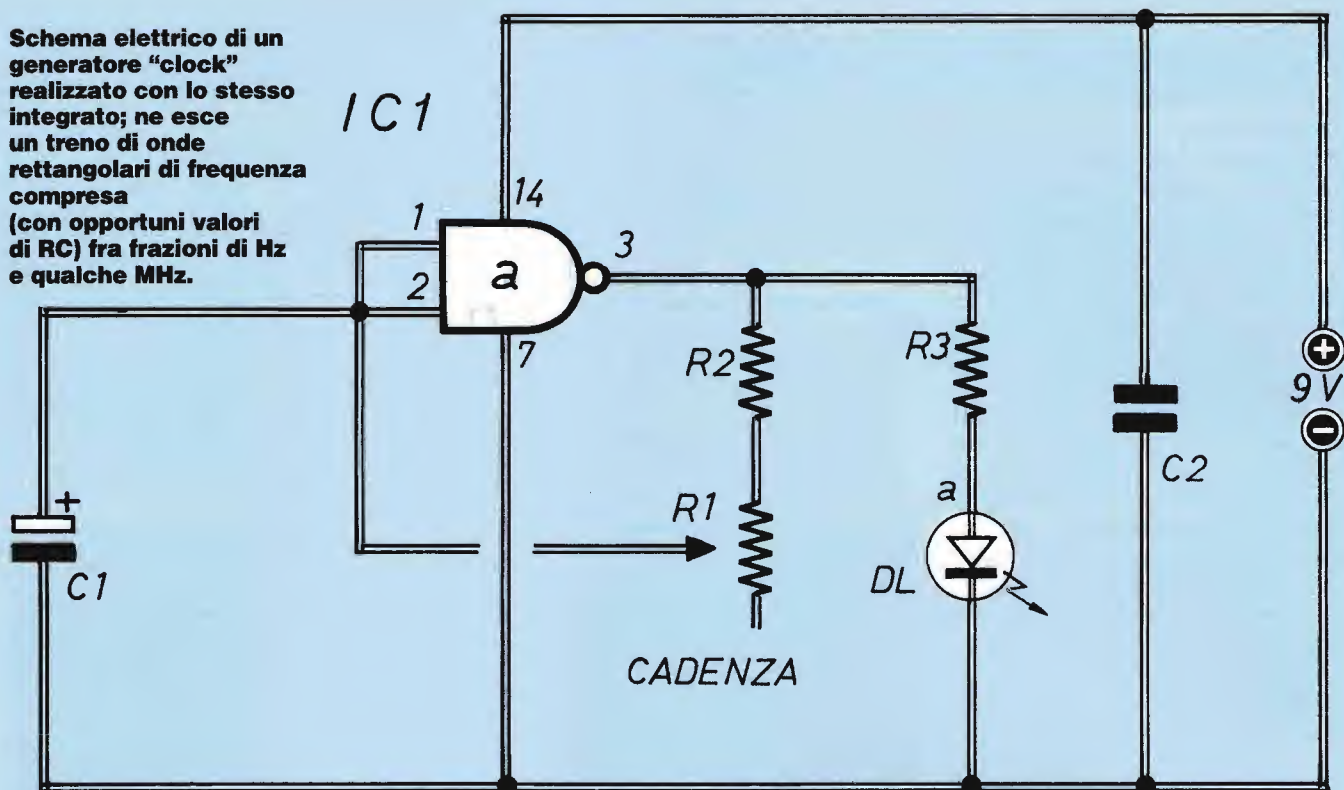 Schema elettrico di un
generatore “clock”
realizzato con lo stesso
integrato; ne esce
un treno di onde
rettangolari di frequenza
compresa
(con opportuni valori
di RC) fra frazioni di Hz
e qualche MHz.
IC1
14
1
3
2
a
7
R2
R3
+
9 V
-
C2
+
R1
a
C1
DL
CADENZA